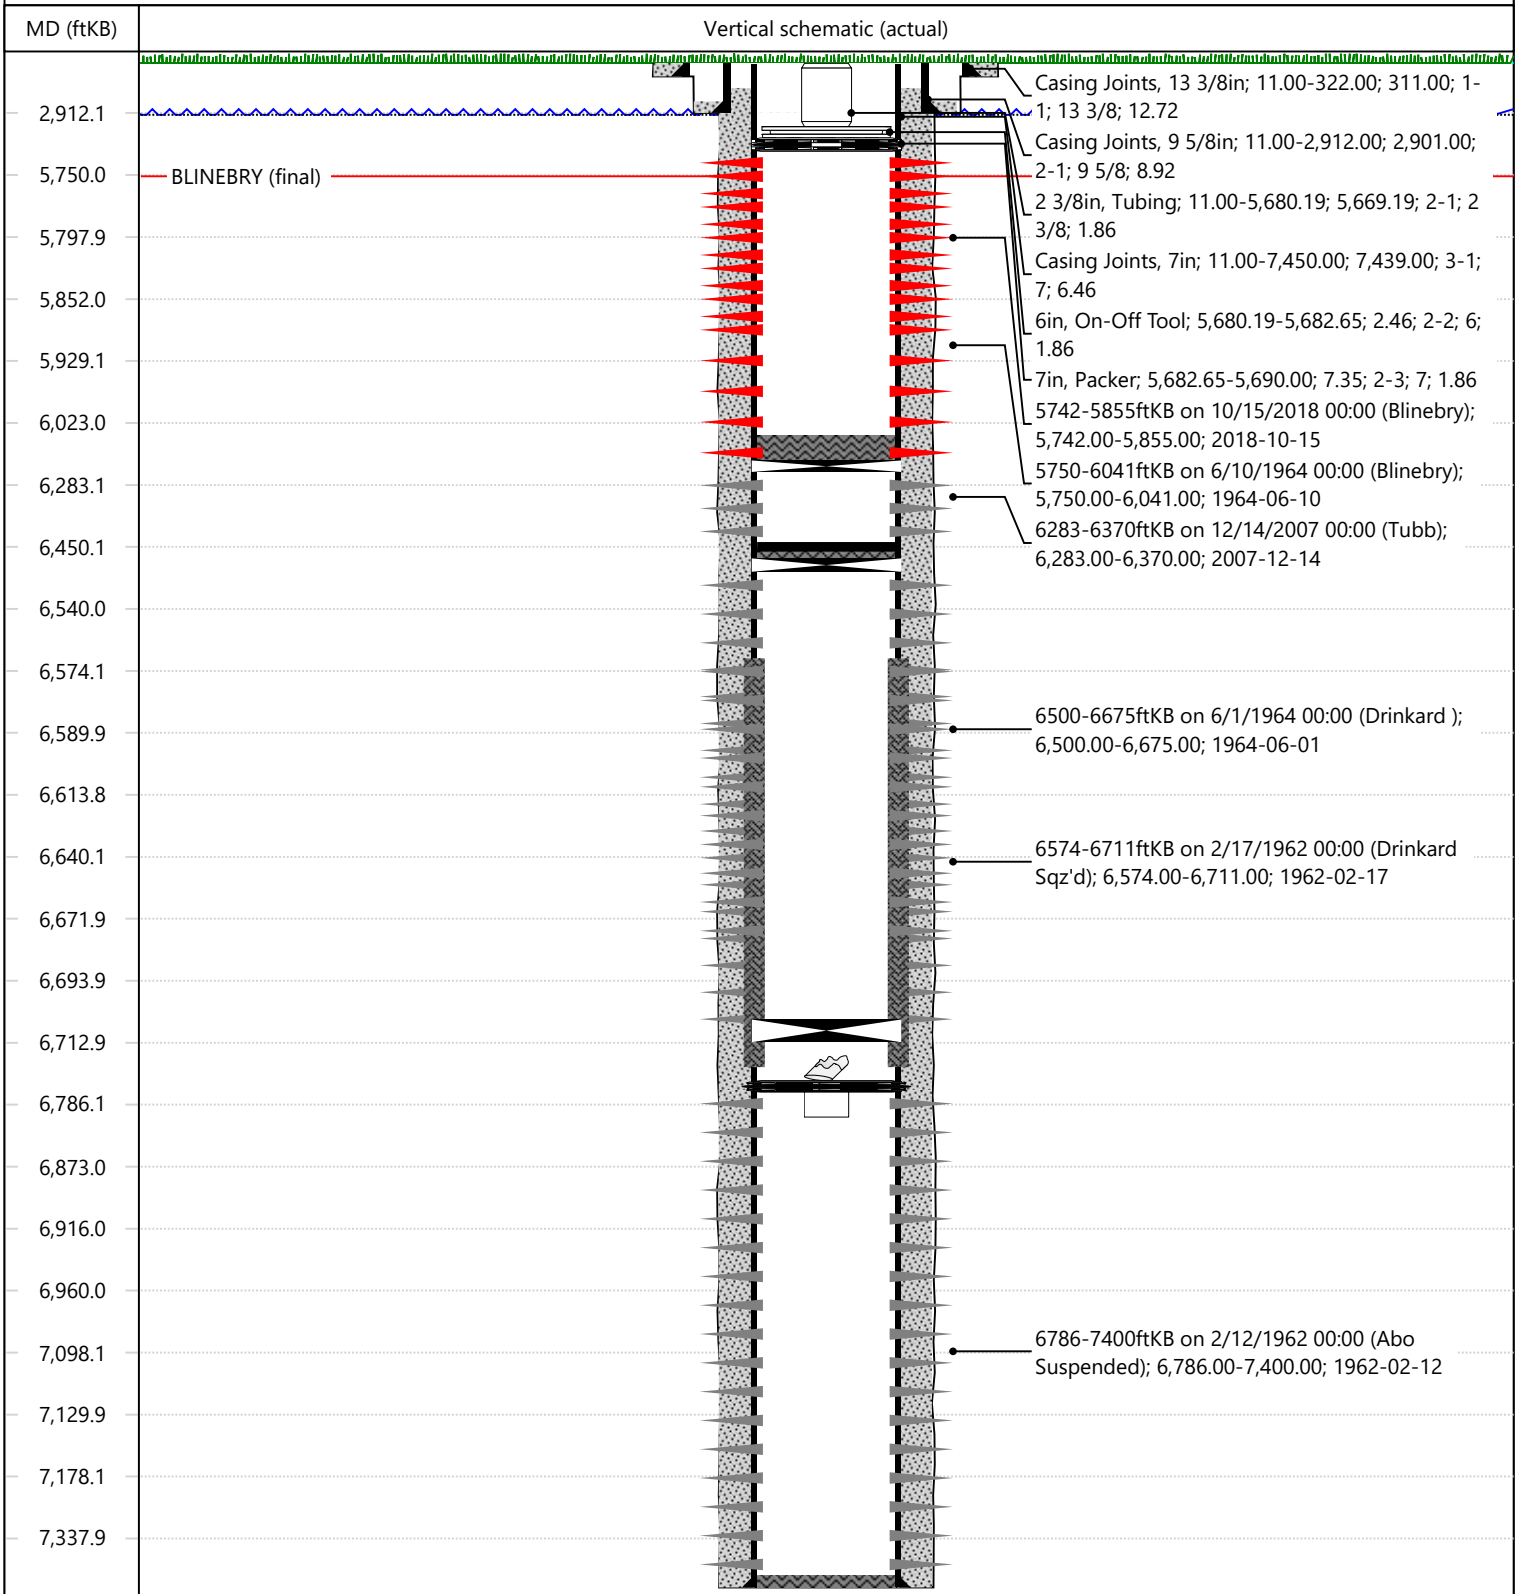 MD (ftKB)
Vertical schematic (actual)
Casing Joints, 13 3/8in; 11.00-322.00; 311.00; 1-
1; 13 3/8; 12.72
2,912.1
Casing Joints, 9 5/8in; 11.00-2,912.00; 2,901.00;
2-1; 9 5/8; 8.92
5,750.0
BLINEBRY (final)
2 3/8in, Tubing; 11.00-5,680.19; 5,669.19; 2-1; 2
3/8; 1.86
5,797.9
Casing Joints, 7in; 11.00-7,450.00; 7,439.00; 3-1;
7; 6.46
5,852.0
6in, On-Off Tool; 5,680.19-5,682.65; 2.46; 2-2; 6;
1.86
5,929.1
7in, Packer; 5,682.65-5,690.00; 7.35; 2-3; 7; 1.86
5742-5855ftKB on 10/15/2018 00:00 (Blinebry);
5,742.00-5,855.00; 2018-10-15
6,023.0
5750-6041ftKB on 6/10/1964 00:00 (Blinebry);
5,750.00-6,041.00; 1964-06-10
6,283.1
6283-6370ftKB on 12/14/2007 00:00 (Tubb);
6,283.00-6,370.00; 2007-12-14
6,450.1
6,540.0
6,574.1
6500-6675ftKB on 6/1/1964 00:00 (Drinkard );
6,500.00-6,675.00; 1964-06-01
6,589.9
6,613.8
6574-6711ftKB on 2/17/1962 00:00 (Drinkard
Sqz'd); 6,574.00-6,711.00; 1962-02-17
6,640.1
6,671.9
6,693.9
6,712.9
6,786.1
6,873.0
6,916.0
6,960.0
6786-7400ftKB on 2/12/1962 00:00 (Abo
Suspended); 6,786.00-7,400.00; 1962-02-12
7,098.1
7,129.9
7,178.1
7,337.9